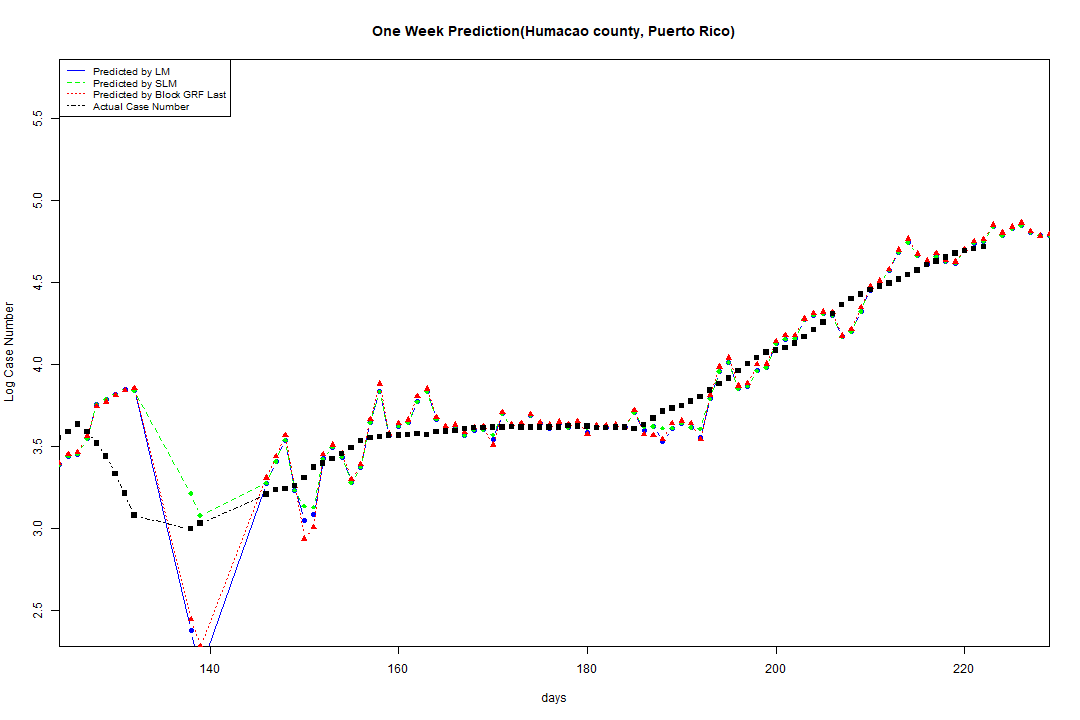 One Week Prediction(Humacao county, Puerto Rico)
Predicted by LM
Predicted by SLM
Predicted by Block GRF Last
Actual Case Number
5.5
5.0
4.5
4.0
3.5
3.0
2.5
Log Case Number
140 160 180 200 220
days